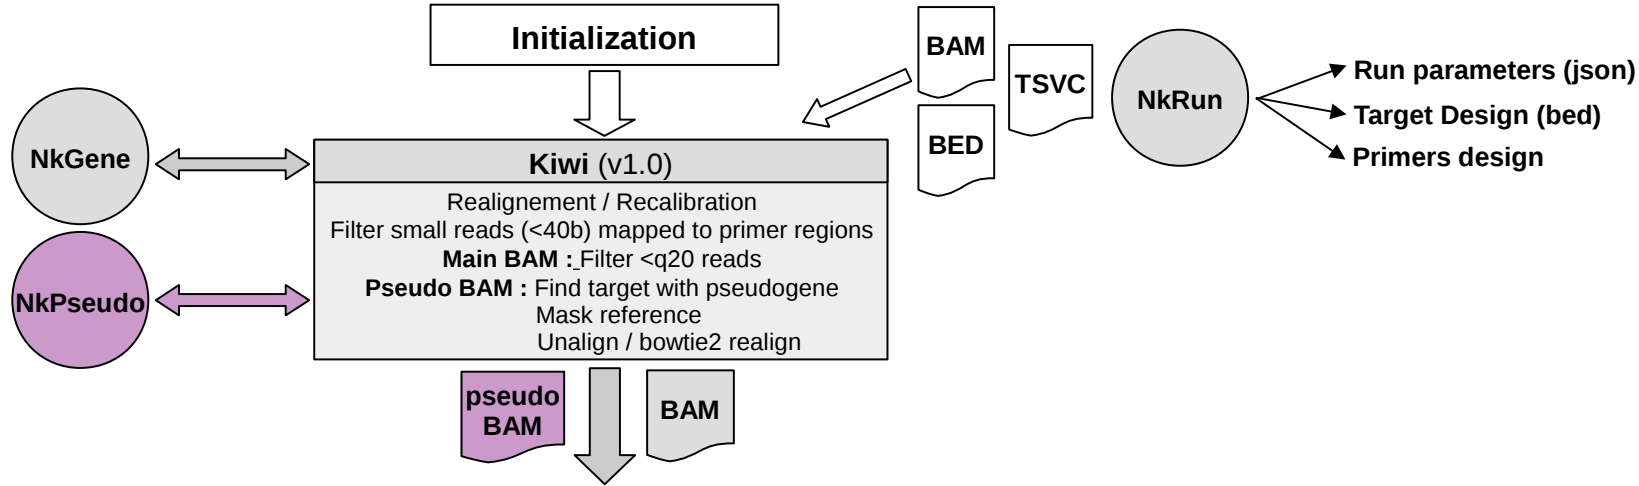 Initialization
BAM
TSVC
BED
NkRun
Run parameters (json)
Target Design (bed)
Primers design
NkGene
NkPseudo
Kiwi (v1.0)
Realignement / Recalibration
Filter small reads (<40b) mapped to primer regions
Main BAM : Filter <q20 reads
Pseudo BAM : Find target with pseudogene
Mask reference
Unalign / bowtie2 realign
pseudo
BAM
BAM